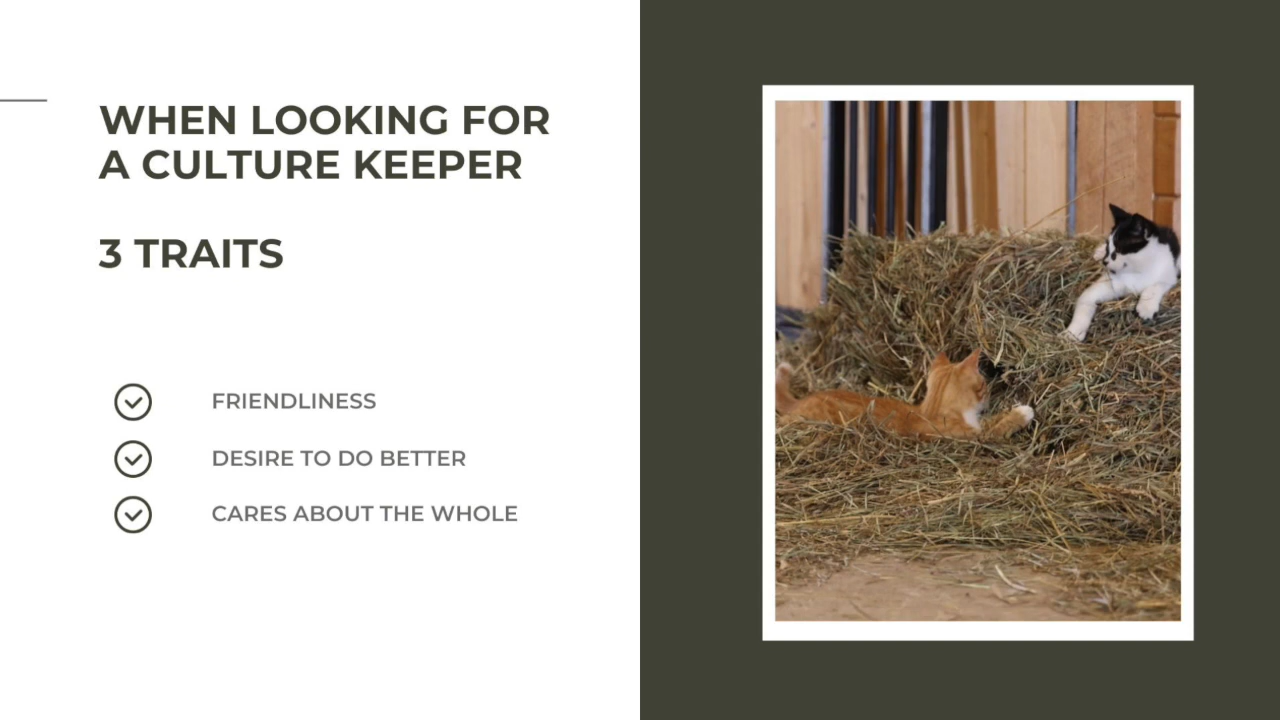 WHEN LOOKING FOR
A CULTURE KEEPER
3 TRAITS
FRIENDLINESS
DESIRE TO DO BETTER
CARES ABOUT THE WHOLE